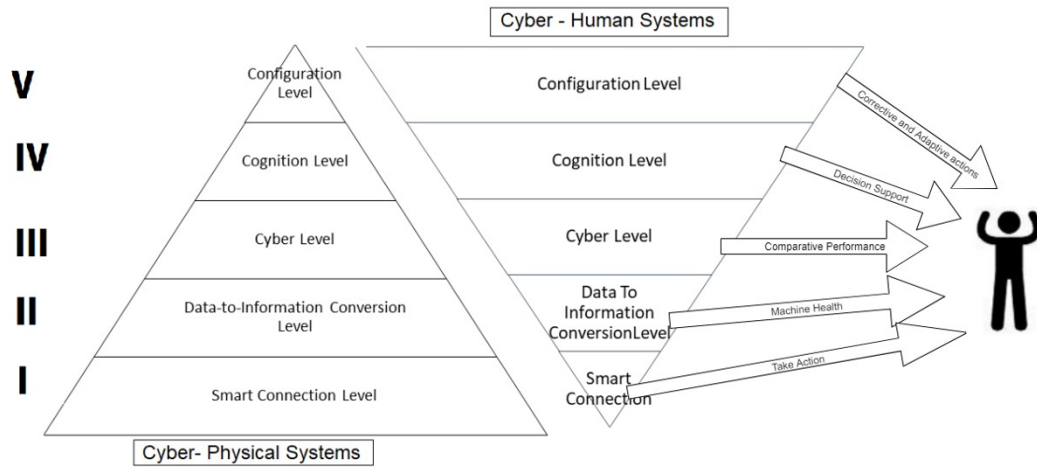 Cyber - Human Systems
V
Configuration
Level
IV
Cognition Level
III
Cyber Level
II
Data-to-Information Conversion
Level
I
Smart Connection Level
Cyber- Physical Systems
Configuration Level
Cognition Level
Cyber Level
Data To
Information
ConversionLevel
Smart
Connection
Corrective and Adaptive actions
Decision Support
Comparative Performance
Machine Health
Take Action